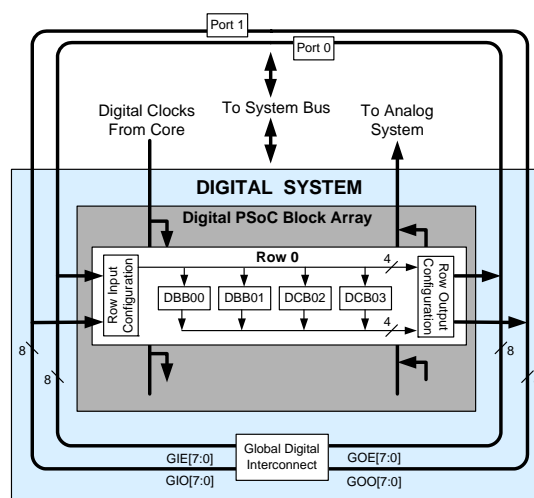 Port 1
Port 0
Digital Clocks
From Core
To System Bus
To Analog
System
DIGITAL SYSTEM
Digital PSoC Block Array
Row 0
4
Row Input
Configuration
DBB00
DBB01
DCB02
DCB03
Row Output
Configuration
4
8
8
8
8
GIE[7:0]
GIO[7:0]
Global Digital
Interconnect
GOE[7:0]
GOO[7:0]